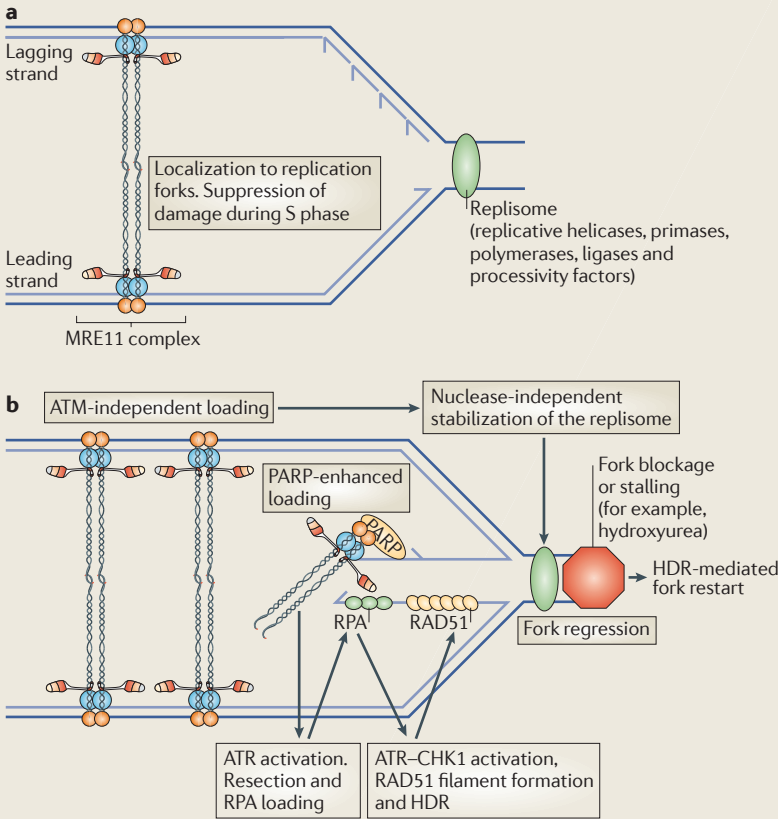 a
Lagging
strand
Localization to replication
forks. Suppression of
damage during S phase
Replisome
(replicative helicases, primases,
polymerases, ligases and
processivity factors)
Leading
strand
MRE11 complex
b
ATM-independent loading
Nuclease-independent
stabilization of the replisome
PARP-enhanced
loading
PARP
Fork blockage
or stalling
(for example,
hydroxyurea)
HDR-mediated
fork restart
RPA
RAD51
Fork regression
ATR activation.
Resection and
RPA loading
ATR–CHK1 activation,
RAD51 filament formation
and HDR